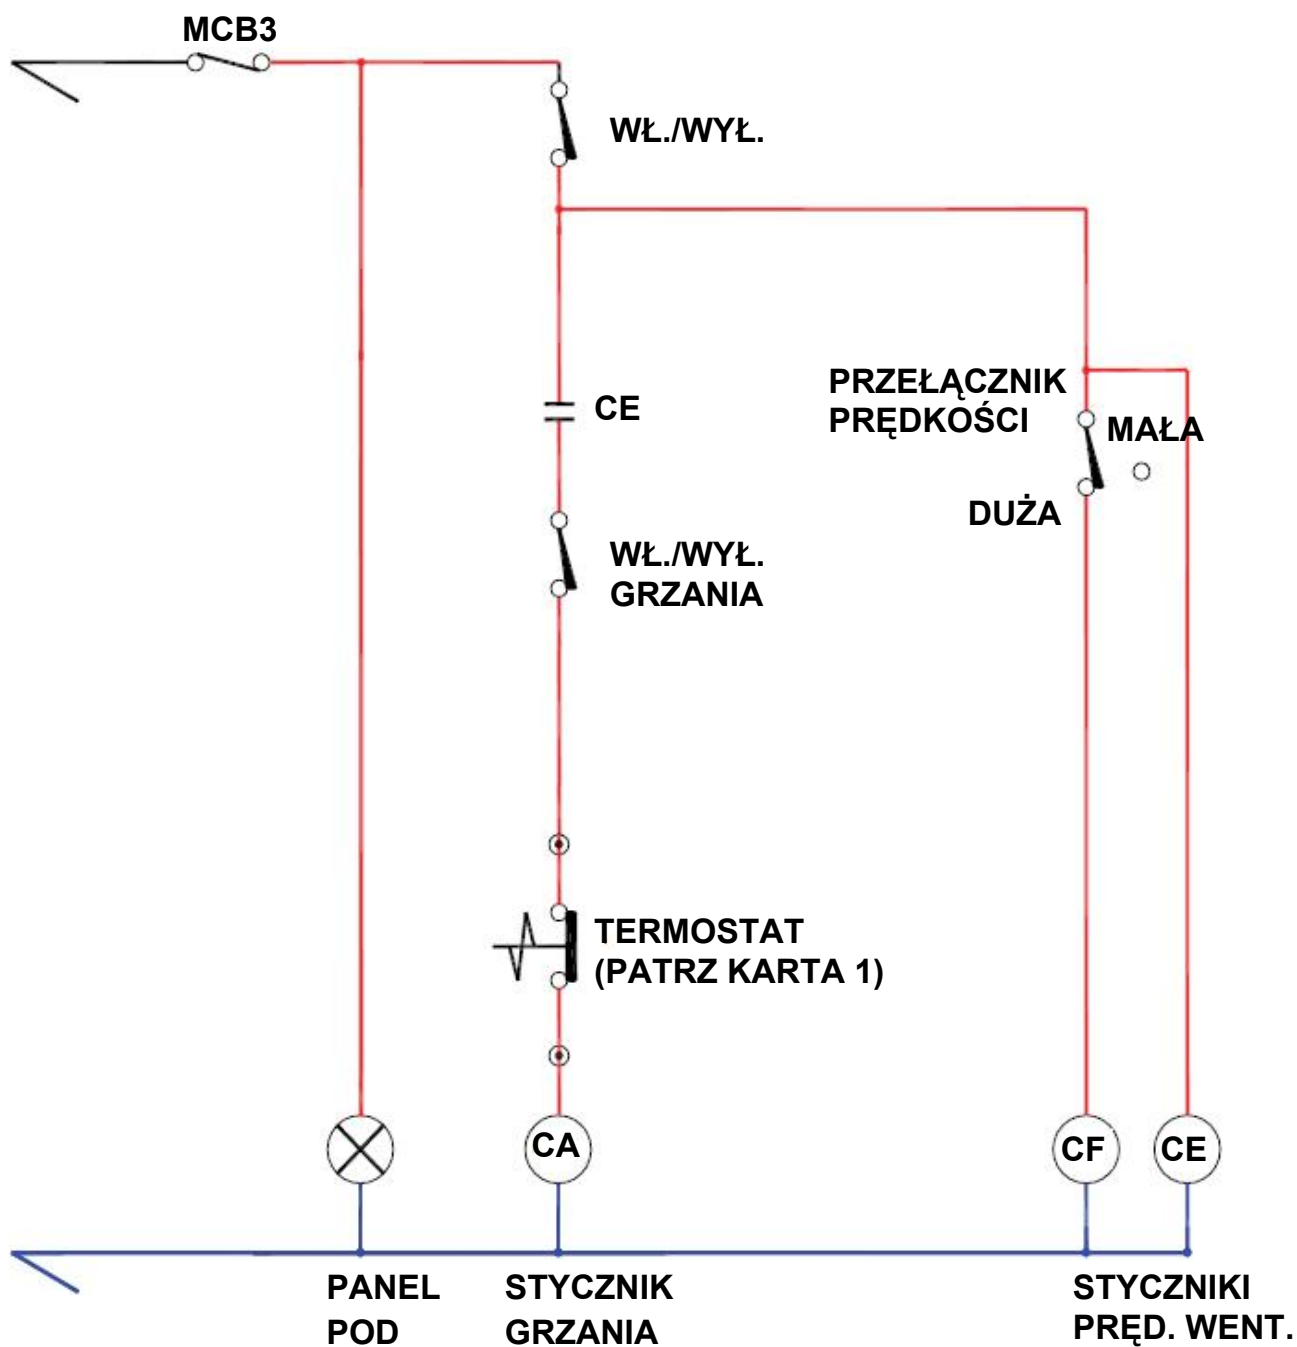 MCB3
WŁ./WYŁ.
PRZEŁĄCZNIK
PRĘDKOŚCI
CE
MAŁA
DUŻA
WŁ./WYŁ.
GRZANIA
TERMOSTAT
(PATRZ KARTA 1)
CA
CF
CE
PANEL
POD
STYCZNIK
GRZANIA
STYCZNIKI
PRĘD. WENT.